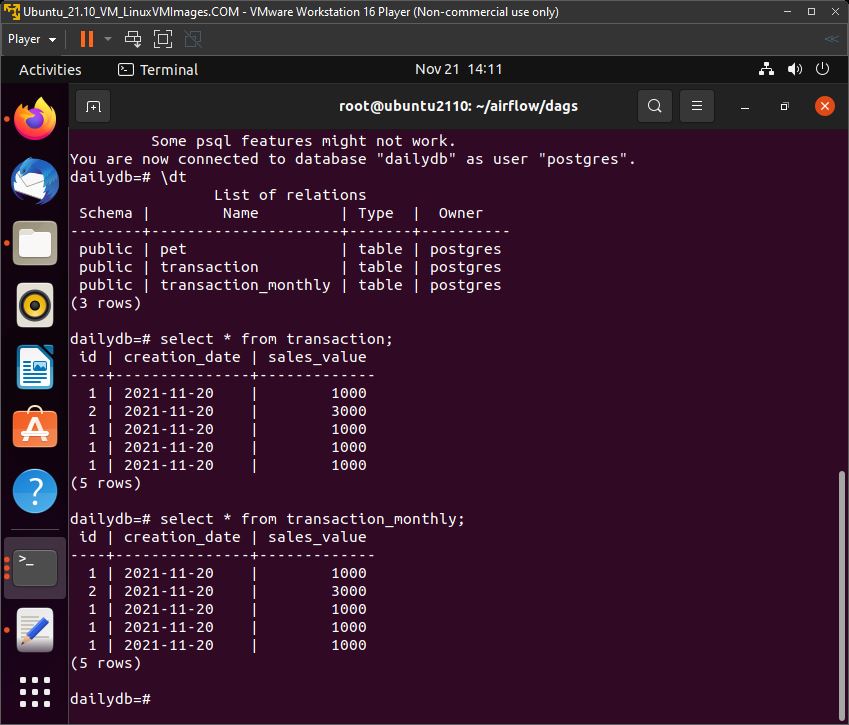 Ubuntu_21.10_VM_LinuxVMImages.COM - VMware Workstation 16 Player (Non-commercial use only)
Player
Activities Terminal Nov 21 14:11
root@ubuntu2110: ~/airflow/dags
Some psql features might not work.
You are now connected to database "dailydb" as user "postgres".
dailydb=# \dt
List of relations
Schema | Name | Type | Owner
--------+---------------------+-------+----------
public | pet | table | postgres
public | transaction | table | postgres
public | transaction_monthly | table | postgres
(3 rows)
dailydb=# select * from transaction;
id | creation_date | sales_value
----+---------------+-------------
1 | 2021-11-20 | 1000
2 | 2021-11-20 | 3000
1 | 2021-11-20 | 1000
1 | 2021-11-20 | 1000
1 | 2021-11-20 | 1000
(5 rows)
dailydb=# select * from transaction_monthly;
id | creation_date | sales_value
----+---------------+-------------
1 | 2021-11-20 | 1000
2 | 2021-11-20 | 3000
1 | 2021-11-20 | 1000
1 | 2021-11-20 | 1000
1 | 2021-11-20 | 1000
(5 rows)
dailydb=#